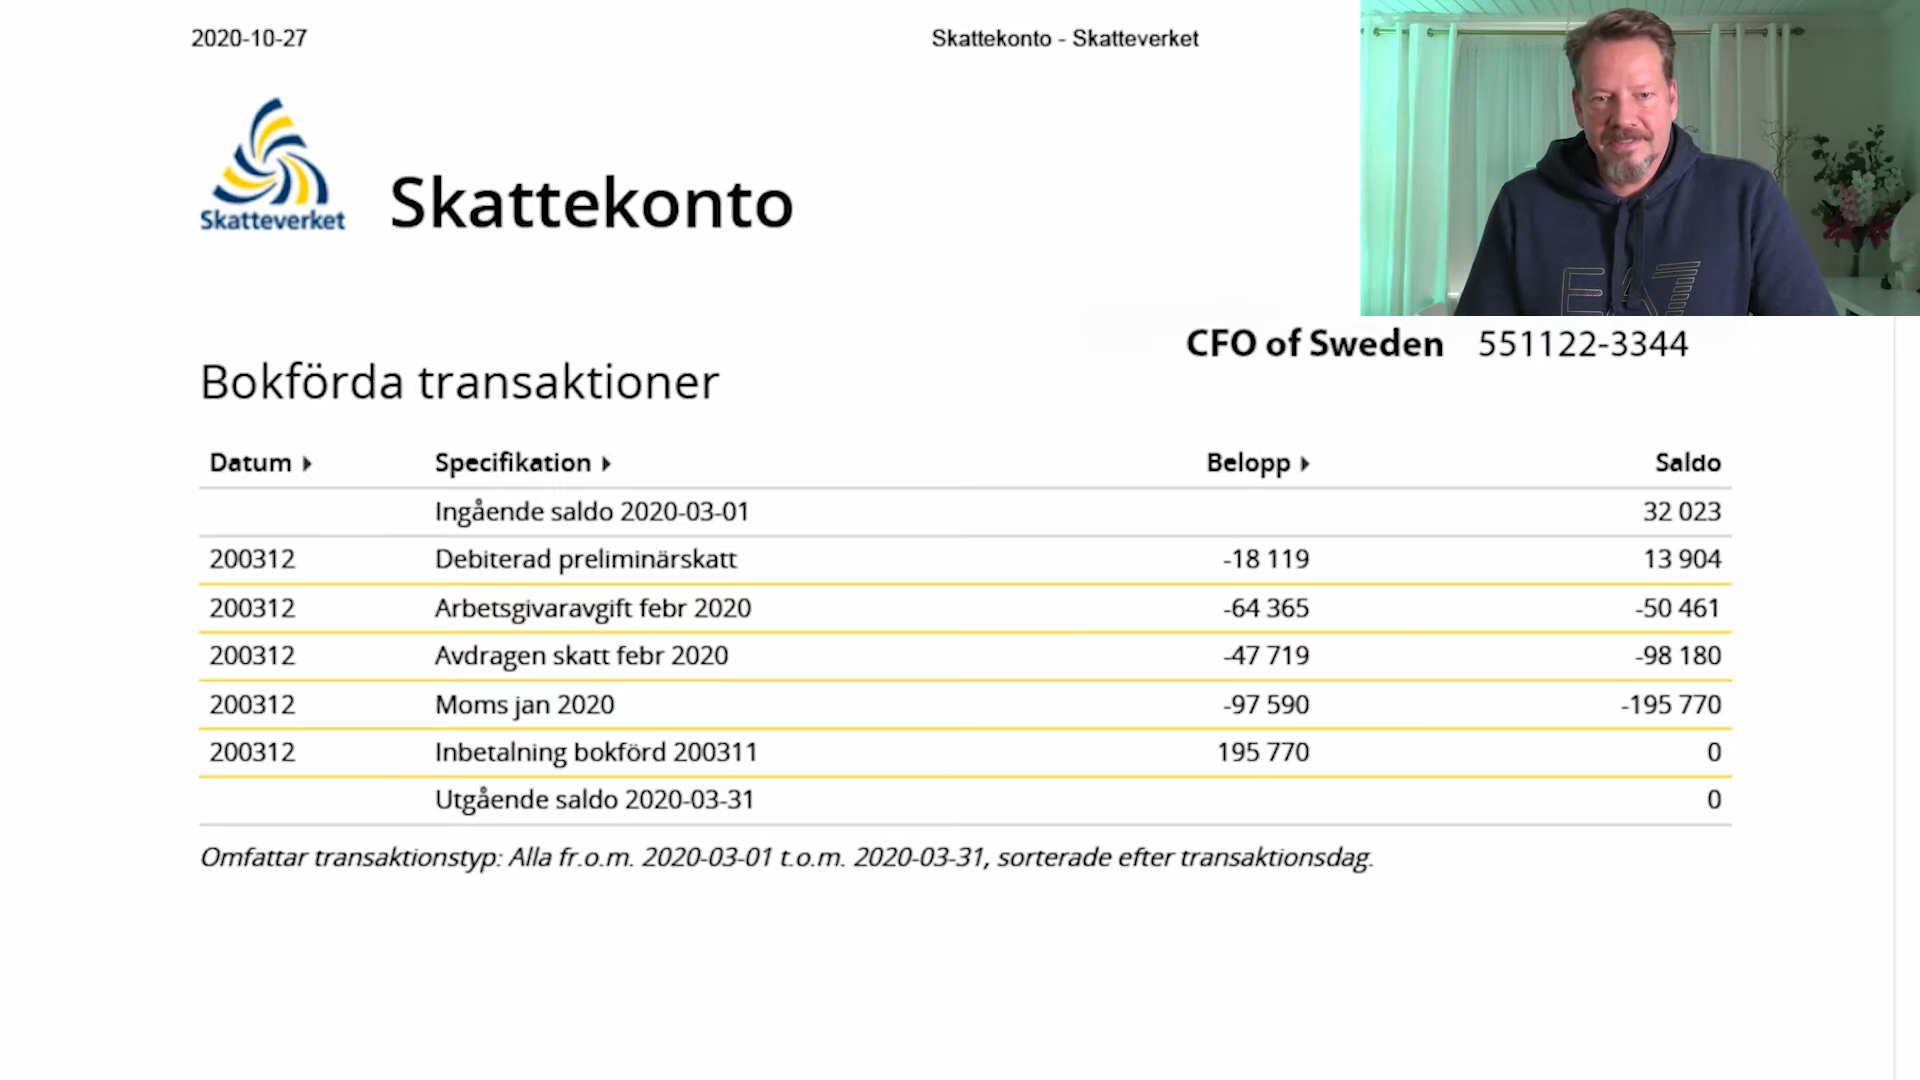 2020-10-27 Skattekonto - Skatteverket
Skatteverket
Skattekonto
EA7
CFO of Sweden 551122-3344
Bokförda transaktioner
Datum Specifikation Belopp Saldo
Ingående saldo 2020-03-01 32 023
200312 Debiterad preliminärskatt -18 119 13 904
200312 Arbetsgivaravgift febr 2020 -64 365 -50 461
200312 Avdragen skatt febr 2020 -47 719 -98 180
200312 Moms jan 2020 -97 590 -195 770
200312 Inbetalning bokförd 200311 195 770 0
Utgående saldo 2020-03-31 0
Omfattar transaktionstyp: Alla fr.o.m. 2020-03-01 t.o.m. 2020-03-31, sorterade efter transaktionsdag.